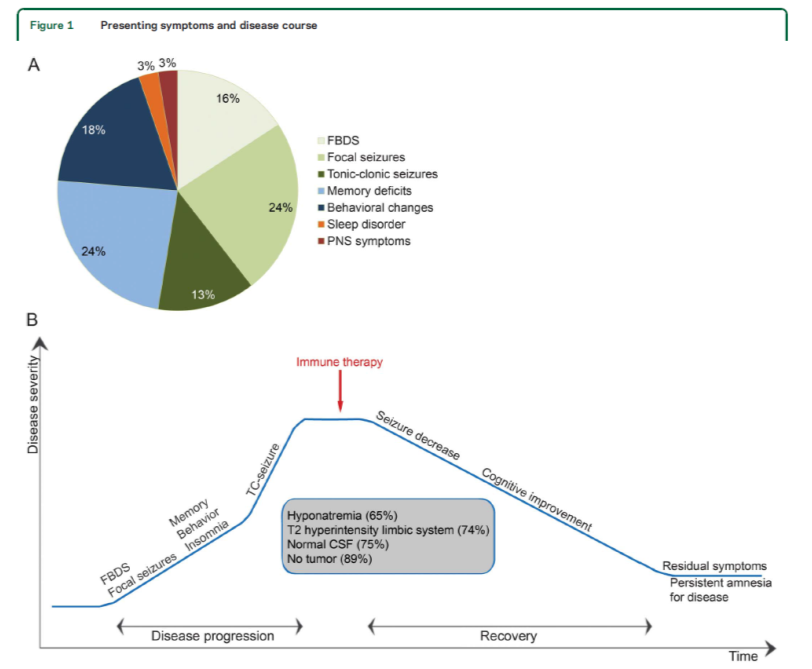 Figure 1 Presenting symptoms and disease course
A
3% 3%
16%
18%
24%
24%
13%
FBDS
Focal seizures
Tonic-clonic seizures
Memory deficits
Behavioral changes
Sleep disorder
PNS symptoms
B
Disease severity
Immune therapy
FBDS
Focal seizures
Memory
Behavior
Insomnia
TC-seizure
Seizure decrease
Cognitive improvement
Hyponatremia (65%)
T2 hyperintensity limbic system (74%)
Normal CSF (75%)
No tumor (89%)
Residual symptoms
Persistent amnesia
for disease
Disease progression
Recovery
Time